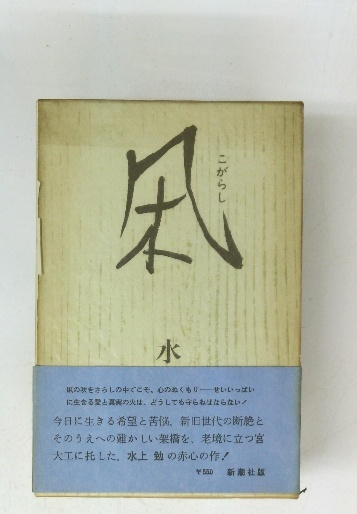 凩
こがらし
水
凩の吹きさらしの中でこそ、心のぬくもり——せいいっぱい
に生きる愛と真実の火は、どうしても守らねばならない!
今日に生きる希望と苦悩、新旧世代の断絶と
そのうえへの難かしい架橋を、老境に立つ宮
大工に托した、水上 勉の赤心の作!
〒550 新潮社版